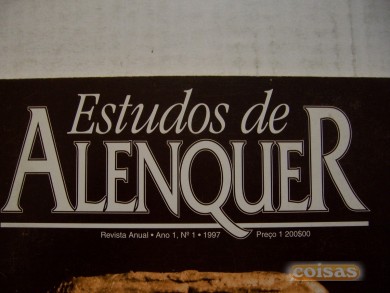 Estudos de
ALENQUER
Revista Anual • Ano 1, Nº 1 • 1997 Preço 1 200$00
coisas